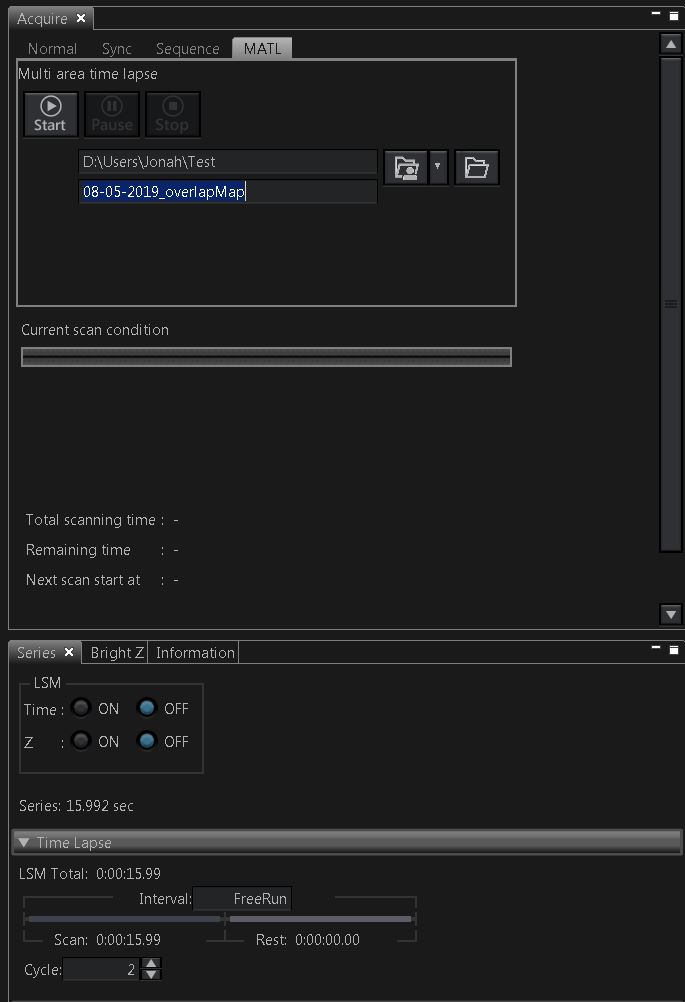 Acquire
Normal Sync Sequence MATL
Multi area time lapse
Start Pause Stop
D:\Users\Jonah\Test
08-05-2019_overlapMap
Current scan condition
Total scanning time : -
Remaining time : -
Next scan start at : -
Series Bright Z Information
LSM
Time : ON OFF
Z : ON OFF
Series: 15.992 sec
Time Lapse
LSM Total: 0:00:15.99
Interval: FreeRun
Scan: 0:00:15.99 Rest: 0:00:00.00
Cycle: 2